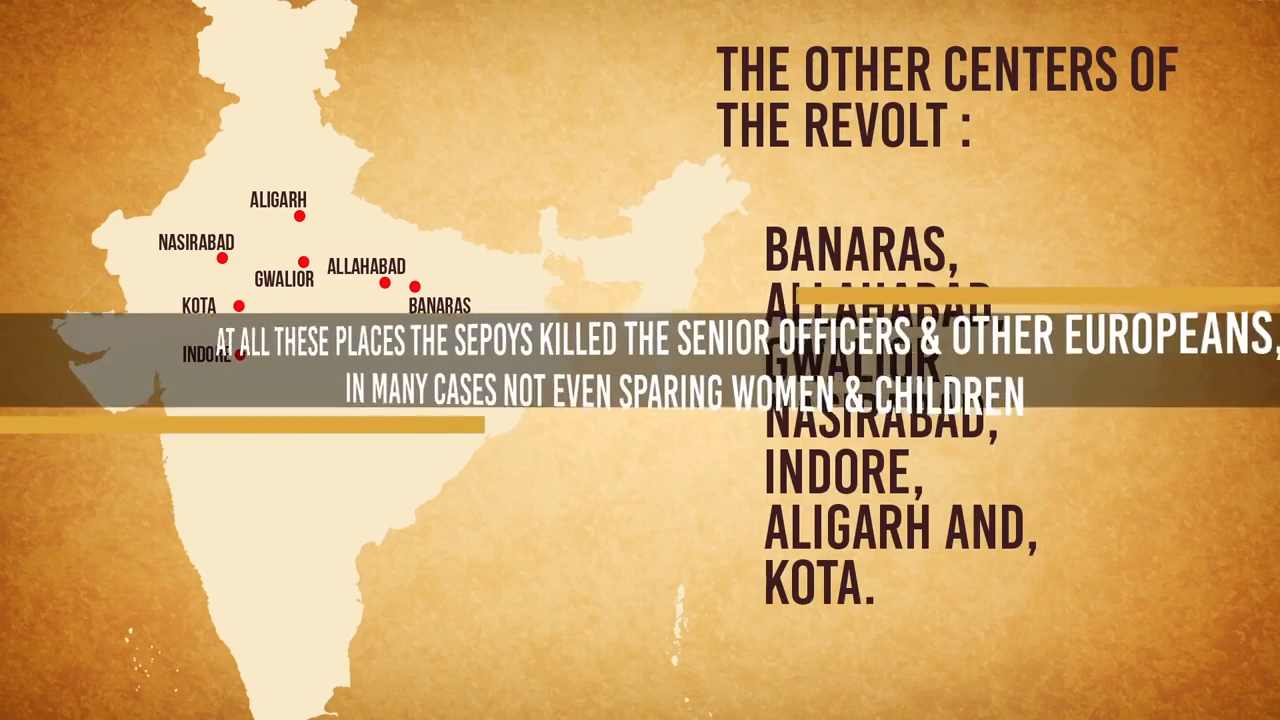 THE OTHER CENTERS OF
THE REVOLT :
ALIGARH
NASIRABAD
GWALIOR
ALLAHABAD
KOTA
BANARAS
INDORE
BANARAS,
ALLAHABAD,
GWALIOR,
NASIRABAD,
INDORE,
ALIGARH AND,
KOTA.
AT ALL THESE PLACES THE SEPOYS KILLED THE SENIOR OFFICERS & OTHER EUROPEANS,
IN MANY CASES NOT EVEN SPARING WOMEN & CHILDREN